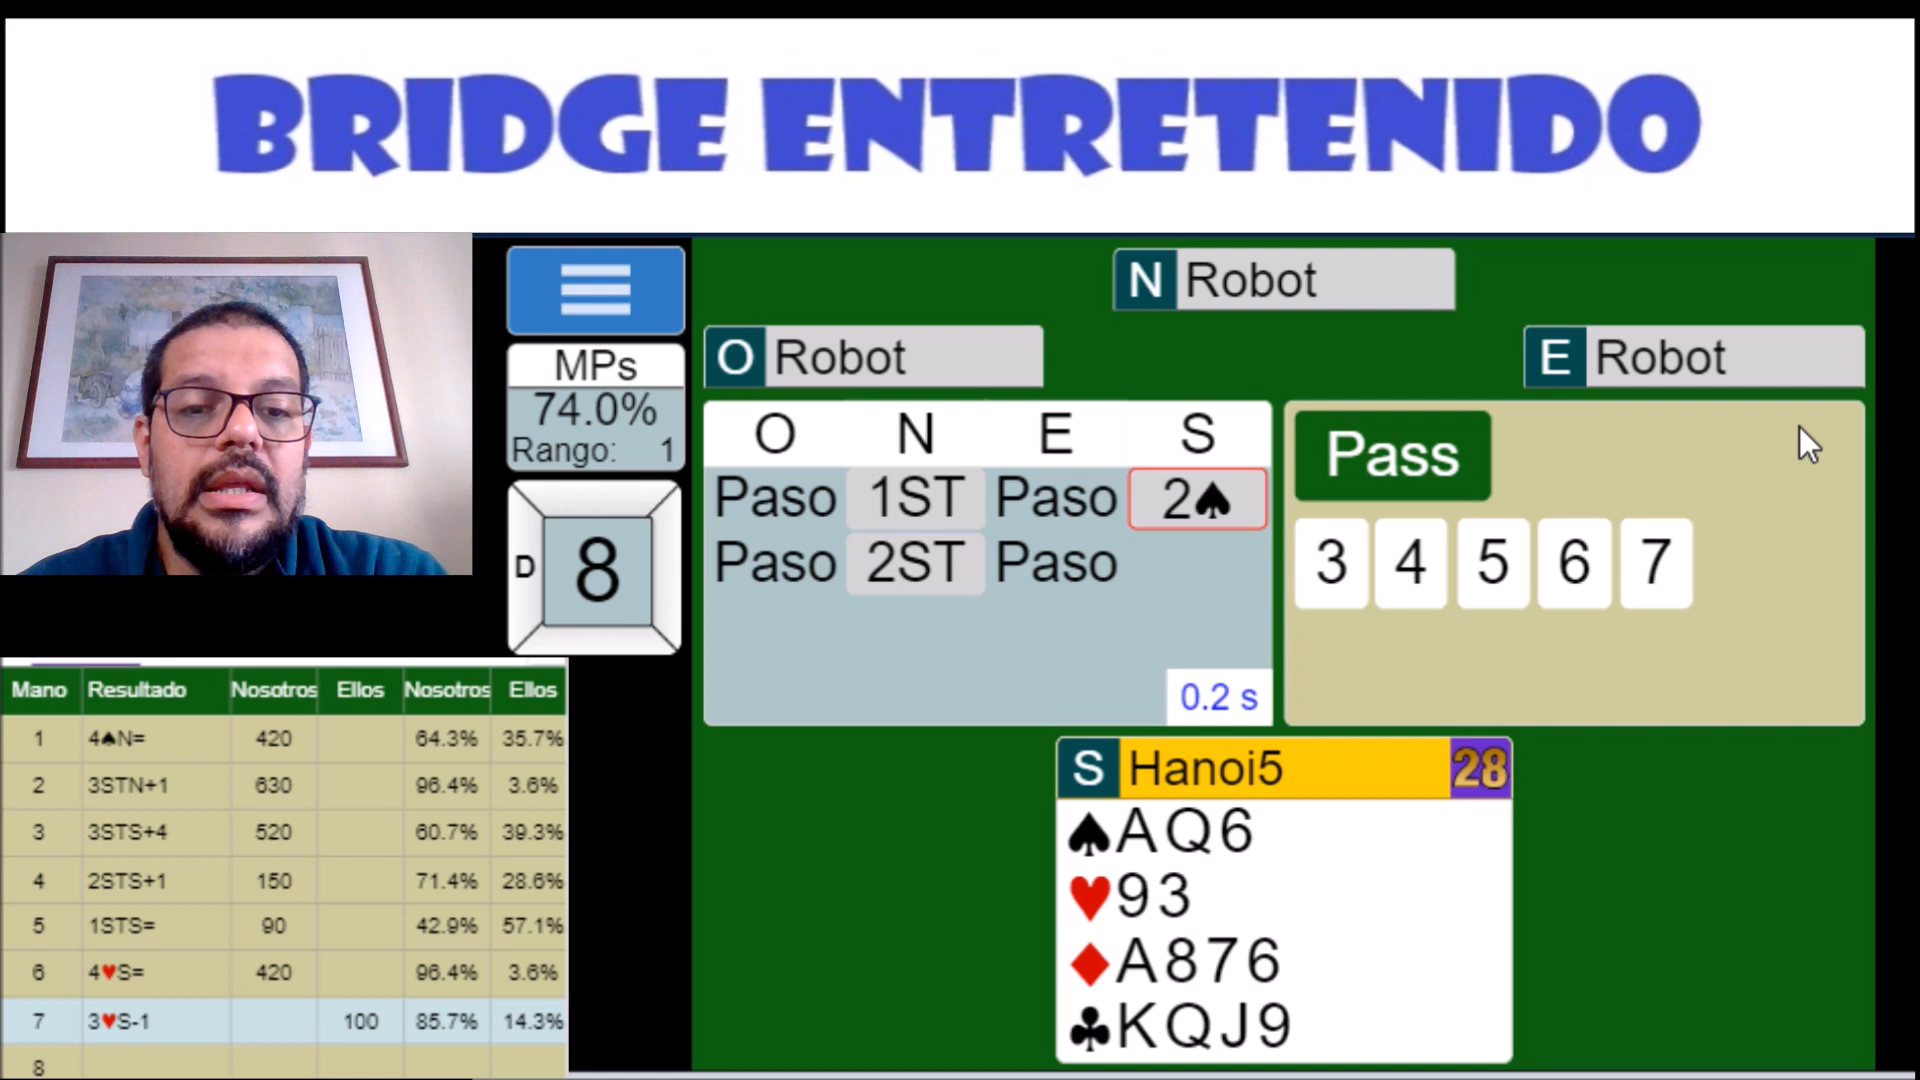 BRIDGE ENTRETENIDO
N Robot
O Robot
E Robot
MPs
74.0%
Rango: 1
D 8
O N E S
Paso 1ST Paso 2♠
Paso 2ST Paso
0.2 s
Pass
3 4 5 6 7
S Hanoi5 28
♠AQ6
♥93
♦A876
♣KQJ9
Mano Resultado Nosotros Ellos Nosotros Ellos
1 4♠N= 420 64.3% 35.7%
2 3STN+1 630 96.4% 3.6%
3 3STS+4 520 60.7% 39.3%
4 2STS+1 150 71.4% 28.6%
5 1STS= 90 42.9% 57.1%
6 4♥S= 420 96.4% 3.6%
7 3♥S-1 100 85.7% 14.3%
8